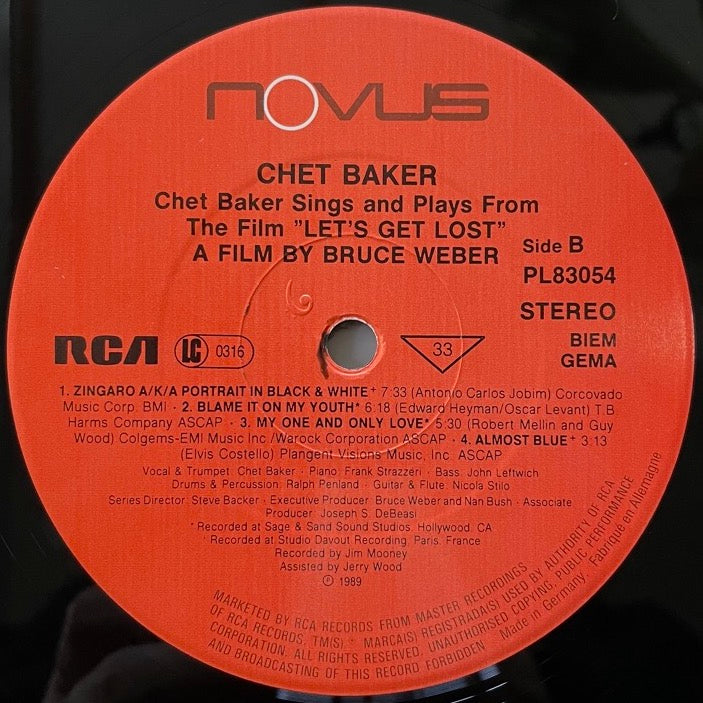 NOVUS
CHET BAKER
Chet Baker Sings and Plays From
The Film "LET'S GET LOST"
A FILM BY BRUCE WEBER
Side B
PL83054
STEREO
BIEM
GEMA
RCA LC 0316
33
1. ZINGARO A/K/A PORTRAIT IN BLACK & WHITE+ 7:33 (Antonio Carlos Jobim) Corcovado
Music Corp. BMI · 2. BLAME IT ON MY YOUTH* 6:18 (Edward Heyman/Oscar Levant) T.B.
Harms Company ASCAP · 3. MY ONE AND ONLY LOVE* 5:30 (Robert Mellin and Guy
Wood) Colgems-EMI Music Inc./Warock Corporation ASCAP · 4. ALMOST BLUE+ 3:13
(Elvis Costello) Plangent Visions Music, Inc. ASCAP
Vocal & Trumpet: Chet Baker · Piano: Frank Strazzeri · Bass: John Leftwich
Drums & Percussion: Ralph Penland · Guitar & Flute: Nicola Stilo
Series Director: Steve Backer · Executive Producer: Bruce Weber and Nan Bush · Associate
Producer: Joseph S. DeBeasi
* Recorded at Sage & Sand Sound Studios, Hollywood, CA
+ Recorded at Studio Davout Recording, Paris, France
Recorded by Jim Mooney
Assisted by Jerry Wood
℗ 1989
MARKETED BY RCA RECORDS FROM MASTER RECORDINGS
OF RCA RECORDS, TM(S). ® MARCA(S) REGISTRADA(S) USED BY AUTHORITY OF RCA
CORPORATION. ALL RIGHTS RESERVED, UNAUTHORISED COPYING, PUBLIC PERFORMANCE
AND BROADCASTING OF THIS RECORD FORBIDDEN. Made in Germany. Fabriqué en Allemagne